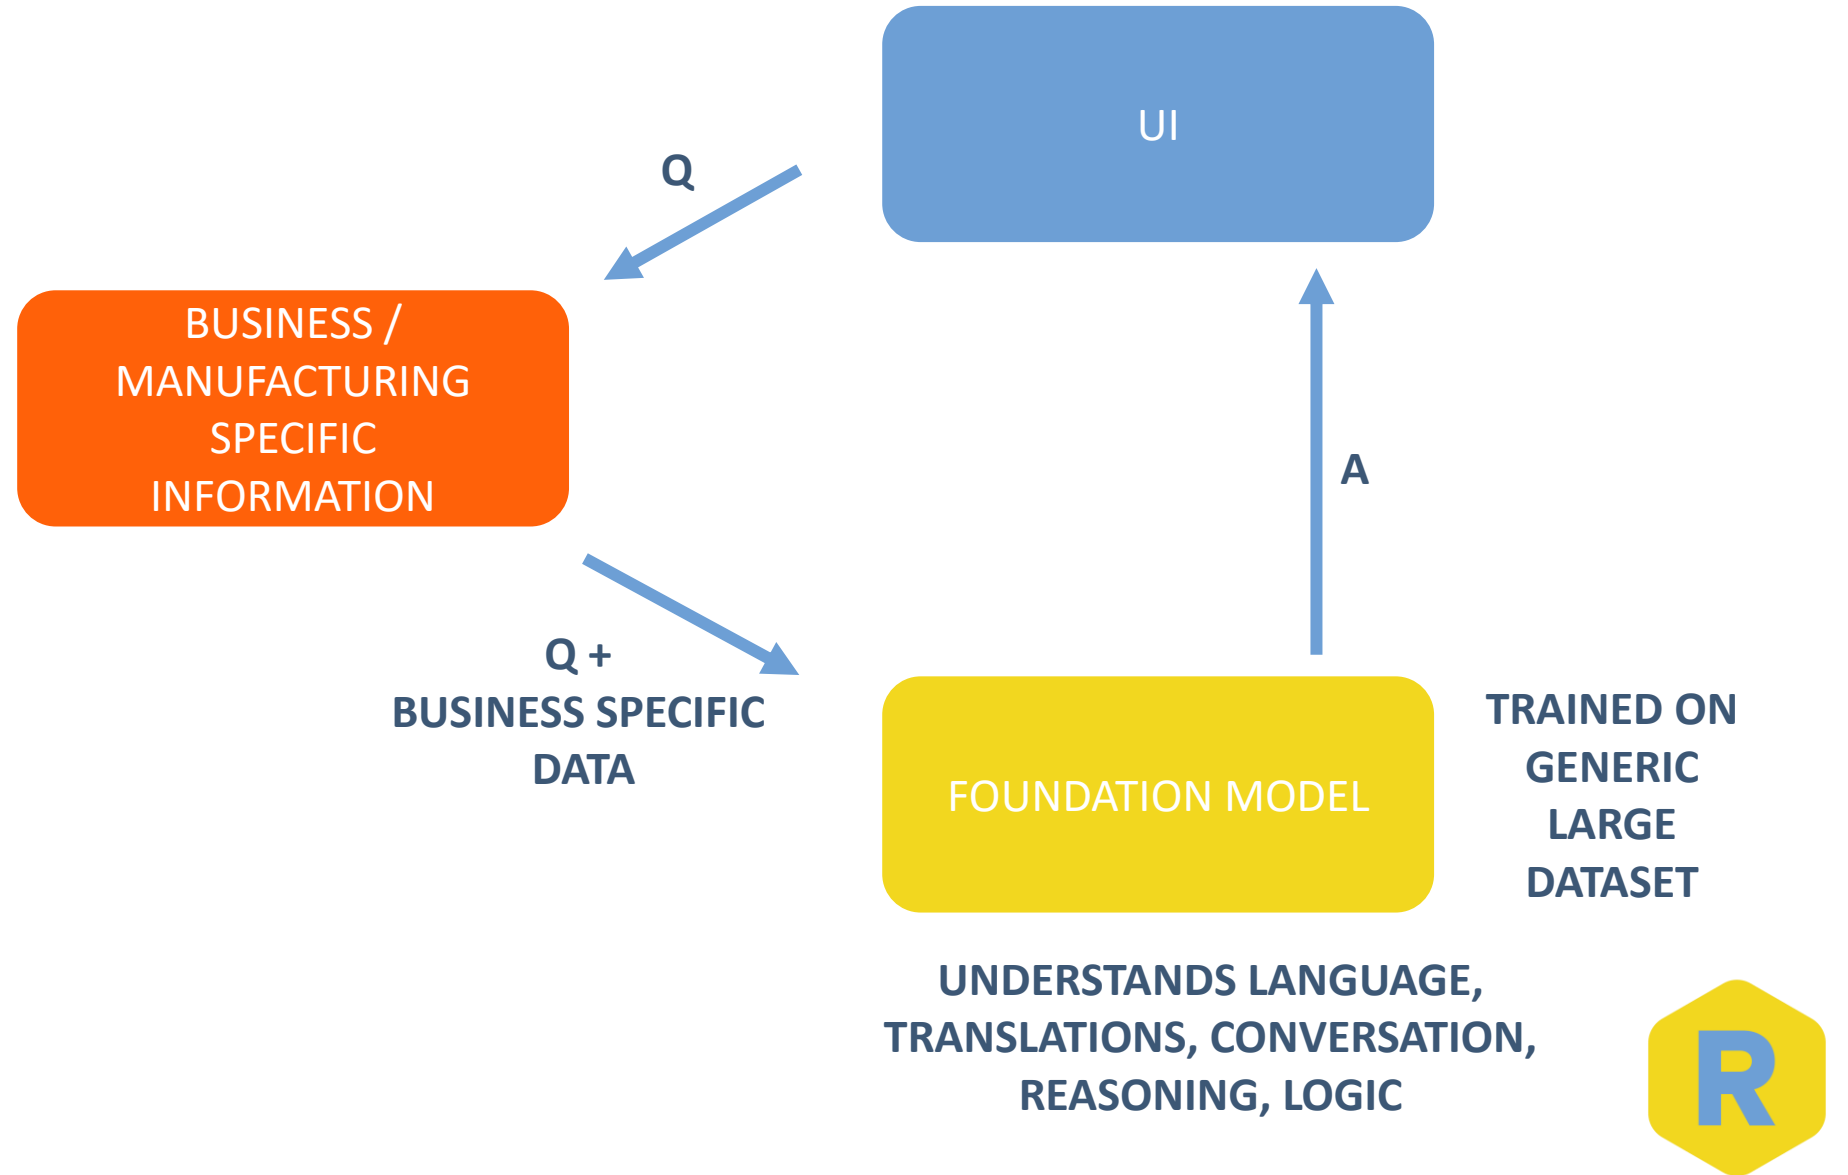 UI
Q
BUSINESS /
MANUFACTURING
SPECIFIC
INFORMATION
A
Q +
BUSINESS SPECIFIC
DATA
FOUNDATION MODEL
TRAINED ON
GENERIC
LARGE
DATASET
UNDERSTANDS LANGUAGE,
TRANSLATIONS, CONVERSATION,
REASONING, LOGIC
R